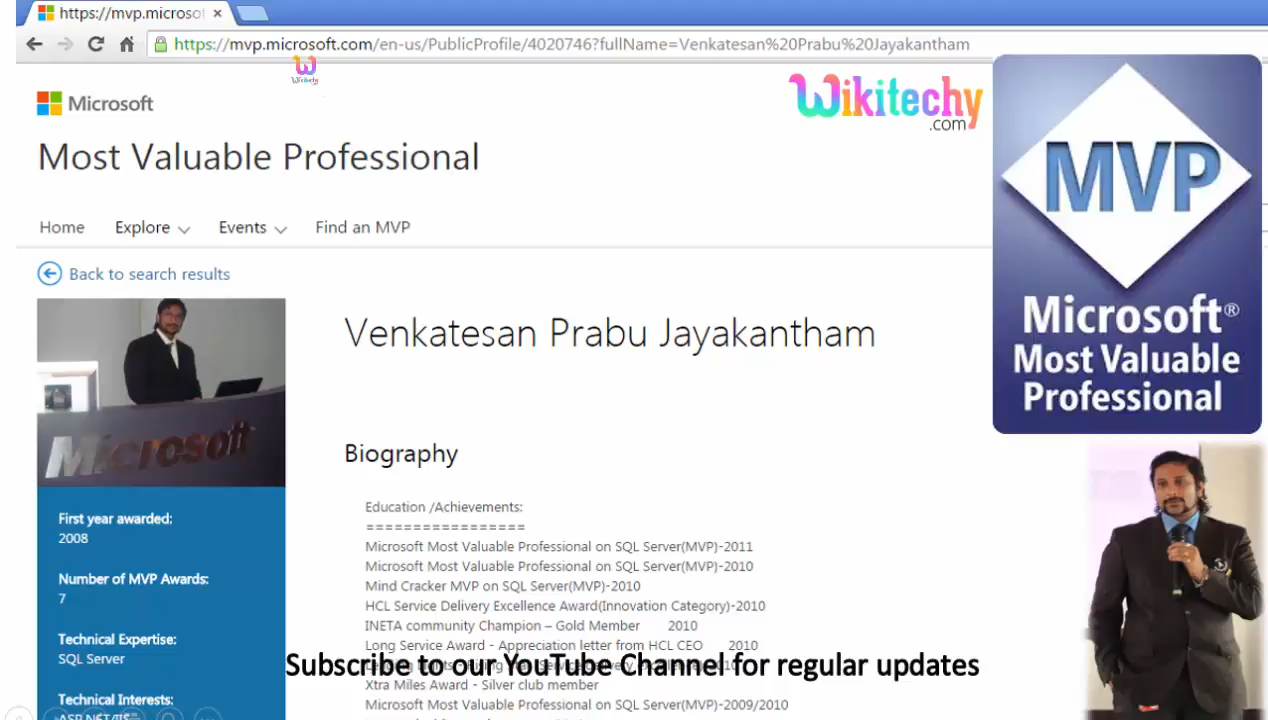 https://mvp.microso
https://mvp.microsoft.com/en-us/PublicProfile/4020746?fullName=Venkatesan%20Prabu%20Jayakantham
Wikitechy
Wikitechy
.com
Microsoft
Most Valuable Professional
Home Explore Events Find an MVP
Back to search results
Microsoft
First year awarded:
2008
Number of MVP Awards:
7
Technical Expertise:
SQL Server
Technical Interests:
Venkatesan Prabu Jayakantham
Biography
Education /Achievements:
=================
Microsoft Most Valuable Professional on SQL Server(MVP)-2011
Microsoft Most Valuable Professional on SQL Server(MVP)-2010
Mind Cracker MVP on SQL Server(MVP)-2010
HCL Service Delivery Excellence Award(Innovation Category)-2010
INETA community Champion – Gold Member 2010
Long Service Award - Appreciation letter from HCL CEO 2010
Subscribe to our YouTube Channel for regular updates
Xtra Miles Award - Silver club member
Microsoft Most Valuable Professional on SQL Server(MVP)-2009/2010
MVP
Microsoft®
Most Valuable
Professional